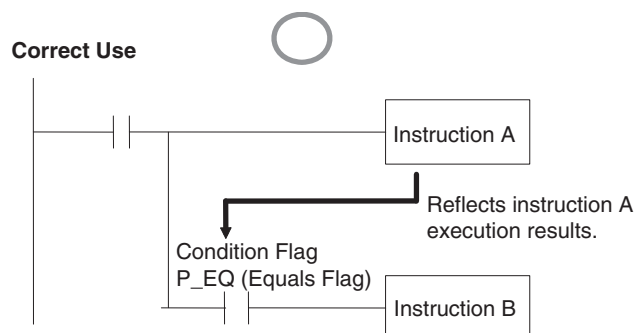 Correct Use
Instruction A
Reflects instruction A
execution results.
Condition Flag
P_EQ (Equals Flag)
Instruction B